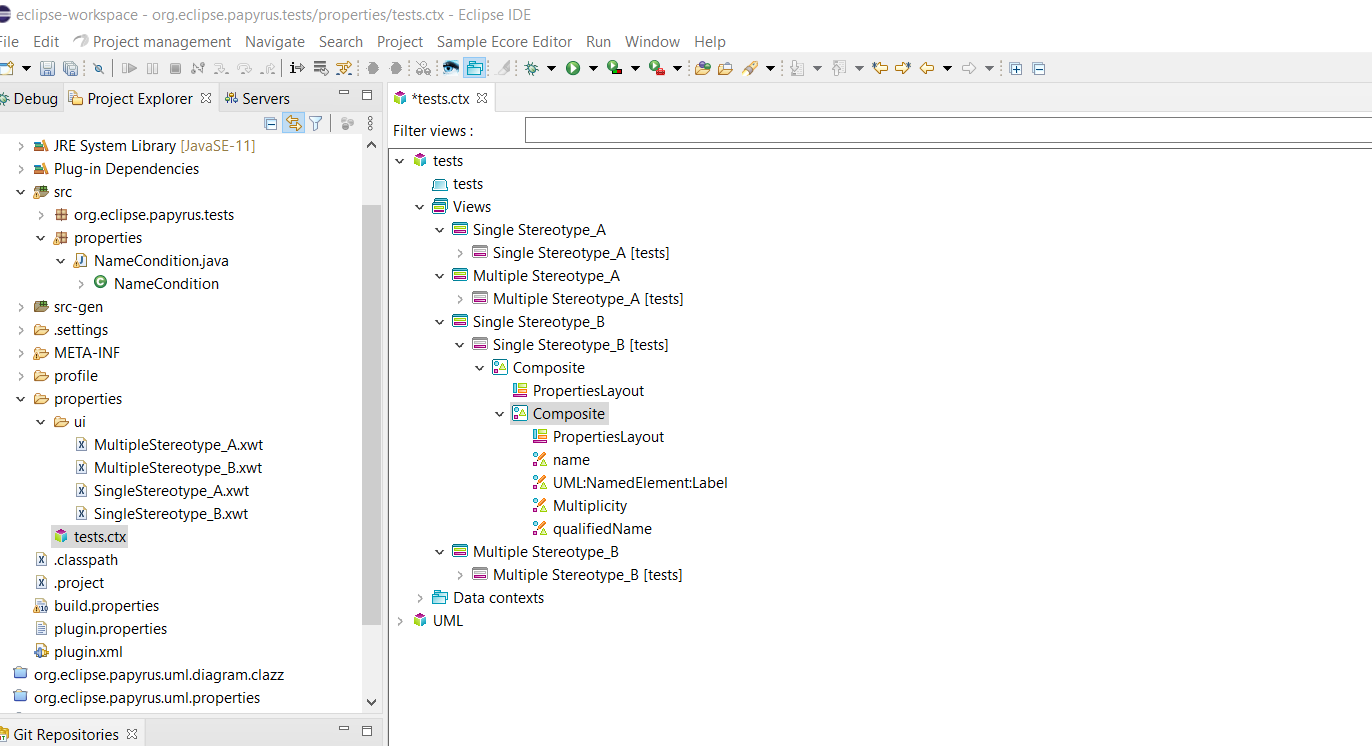 eclipse-workspace - org.eclipse.papyrus.tests/properties/tests.ctx - Eclipse IDE
File Edit Project management Navigate Search Project Sample Ecore Editor Run Window Help
Debug Project Explorer Servers
JRE System Library [JavaSE-11]
Plug-in Dependencies
src
org.eclipse.papyrus.tests
properties
NameCondition.java
NameCondition
src-gen
.settings
META-INF
profile
properties
ui
MultipleStereotype_A.xwt
MultipleStereotype_B.xwt
SingleStereotype_A.xwt
SingleStereotype_B.xwt
tests.ctx
.classpath
.project
build.properties
plugin.properties
plugin.xml
org.eclipse.papyrus.uml.diagram.clazz
org.eclipse.papyrus.uml.properties
Git Repositories
*tests.ctx
Filter views :
tests
tests
Views
Single Stereotype_A
Single Stereotype_A [tests]
Multiple Stereotype_A
Multiple Stereotype_A [tests]
Single Stereotype_B
Single Stereotype_B [tests]
Composite
PropertiesLayout
Composite
PropertiesLayout
name
UML:NamedElement:Label
Multiplicity
qualifiedName
Multiple Stereotype_B
Multiple Stereotype_B [tests]
Data contexts
UML